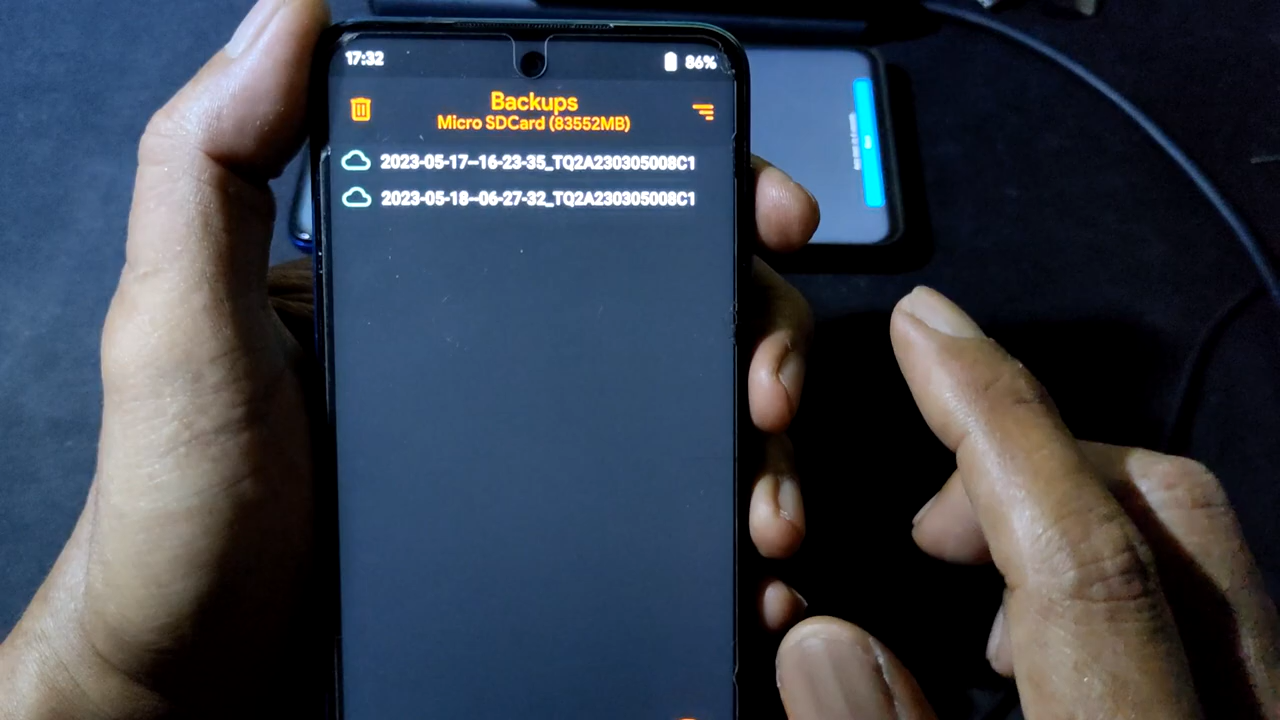 17:32
86%
Backups
Micro SDCard (83552MB)
2023-05-17--16-23-35_TQ2A230305008C1
2023-05-18--06-27-32_TQ2A230305008C1